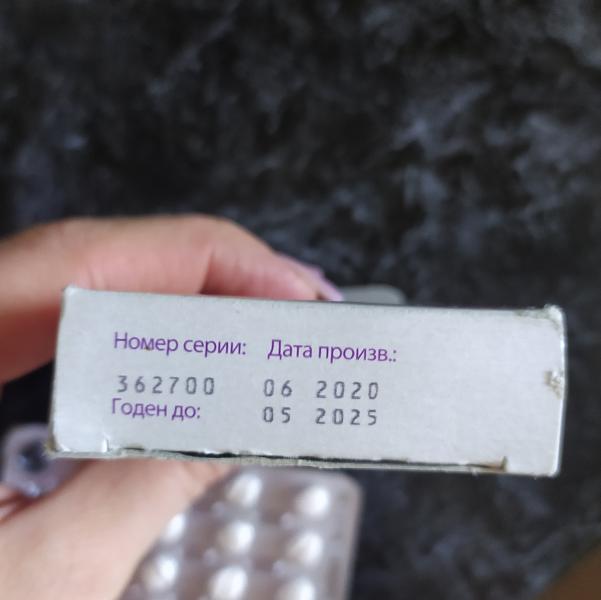 Номер серии: Дата произв.:
362700 06 2020
Годен до: 05 2025